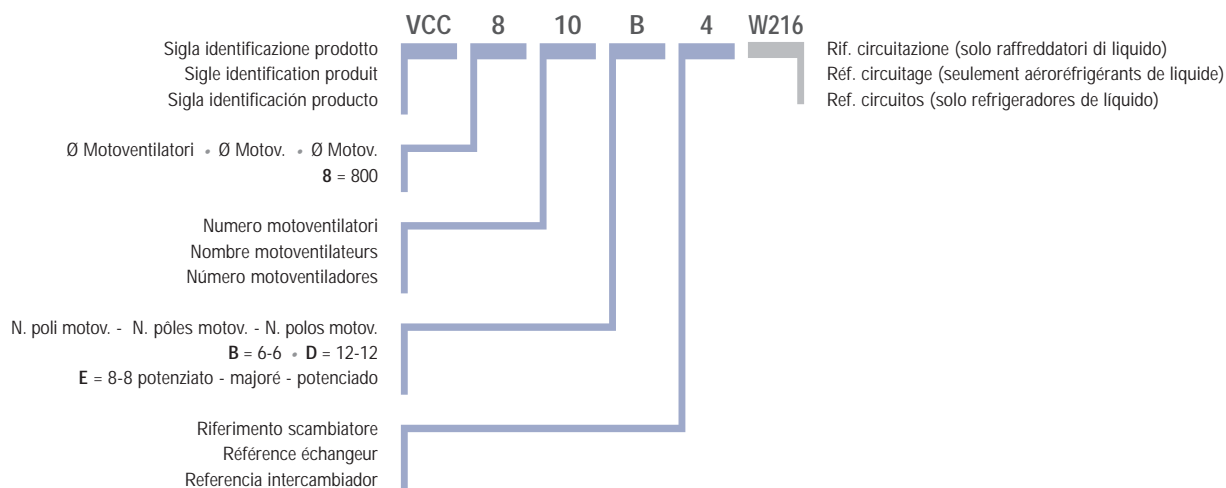 VCC 8 10 B 4 W216
Sigla identificazione prodotto
Sigle identification produit
Sigla identificación producto
Rif. circuitazione (solo raffreddatori di liquido)
Réf. circuitage (seulement aéroréfrigérants de liquide)
Ref. circuitos (solo refrigeradores de líquido)
Ø Motoventilatori • Ø Motov. • Ø Motov.
8 = 800
Numero motoventilatori
Nombre motoventilateurs
Número motoventiladores
N. poli motov. - N. pôles motov. - N. polos motov.
B = 6-6 • D = 12-12
E = 8-8 potenziato - majoré - potenciado
Riferimento scambiatore
Référence échangeur
Referencia intercambiador